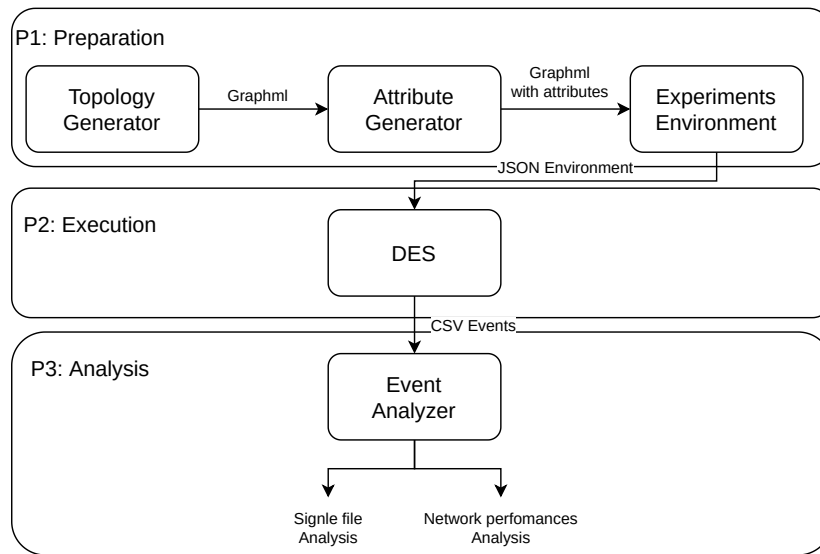 P1: Preparation
Topology
Generator
Graphml
Attribute
Generator
Graphml
with attributes
Experiments
Environment
JSON Environment
P2: Execution
DES
CSV Events
P3: Analysis
Event
Analyzer
Signle file
Analysis
Network perfomances
Analysis